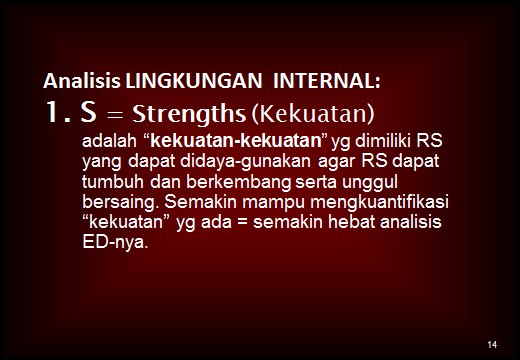 Analisis LINGKUNGAN INTERNAL:
1. S = Strengths (Kekuatan)
adalah “kekuatan-kekuatan” yg dimiliki RS
yang dapat didaya-gunakan agar RS dapat
tumbuh dan berkembang serta unggul
bersaing. Semakin mampu mengkuantifikasi
“kekuatan” yg ada = semakin hebat analisis
ED-nya.
14